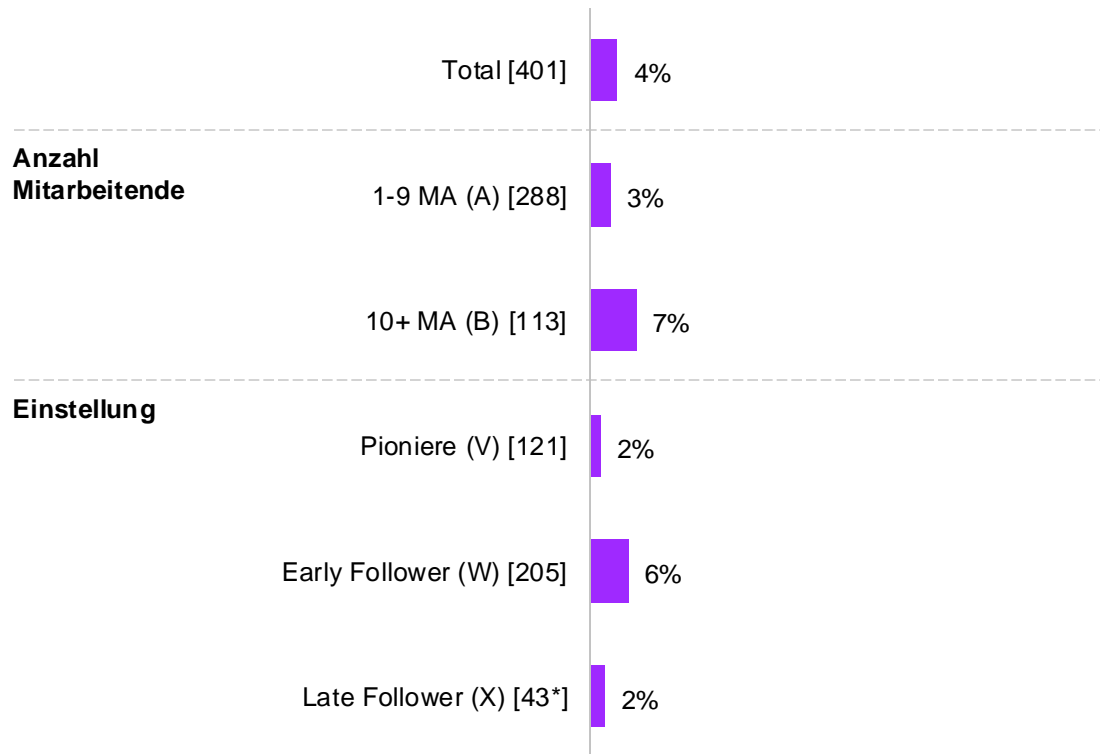 Total [401] 4%
Anzahl
Mitarbeitende
1-9 MA (A) [288] 3%
10+ MA (B) [113] 7%
Einstellung
Pioniere (V) [121] 2%
Early Follower (W) [205] 6%
Late Follower (X) [43*] 2%